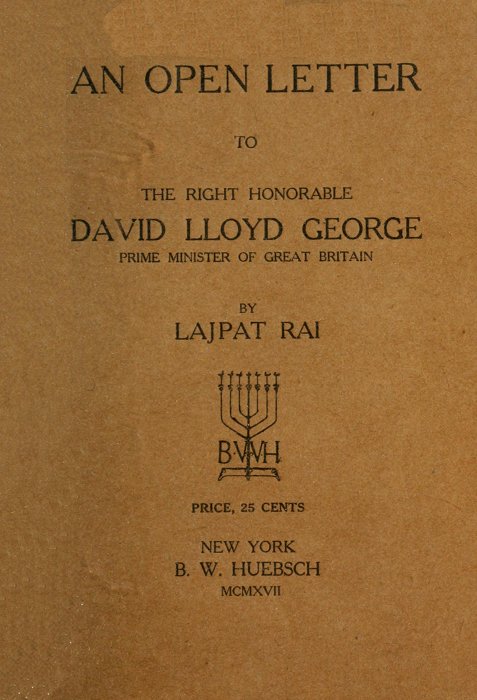 AN OPEN LETTER
TO
THE RIGHT HONORABLE
DAVID LLOYD GEORGE
PRIME MINISTER OF GREAT BRITAIN
BY
LAJPAT RAI
B·W·H
PRICE, 25 CENTS
NEW YORK
B. W. HUEBSCH
MCMXVII